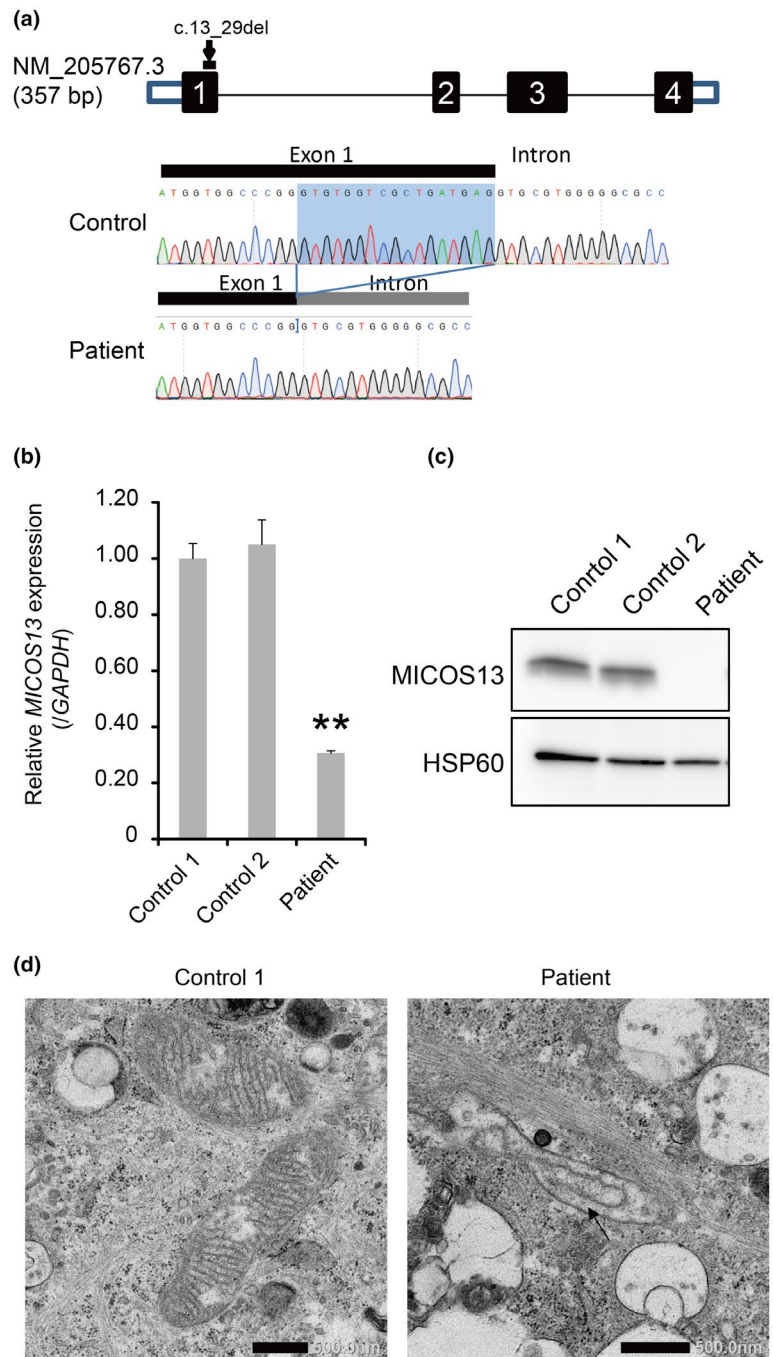 (a)
c.13_29del
NM_205767.3
(357 bp)
1 2 3 4
Exon 1 Intron
A T G G T G G C C C G G G T G T G G T C G C T G A T G A G G T G C G T G G G G G C G C C
Control
Exon 1 Intron
A T G G T G G C C C G G G T G C G T G G G G G C G C C
Patient
(b)
Relative MICOS13 expression
(/GAPDH)
1.20
1.00
0.80
0.60
0.40
0.20
0
**
Control 1
Control 2
Patient
(c)
Conrtol 1
Conrtol 2
Patient
MICOS13
HSP60
(d)
Control 1 Patient
500.0nm 500.0nm